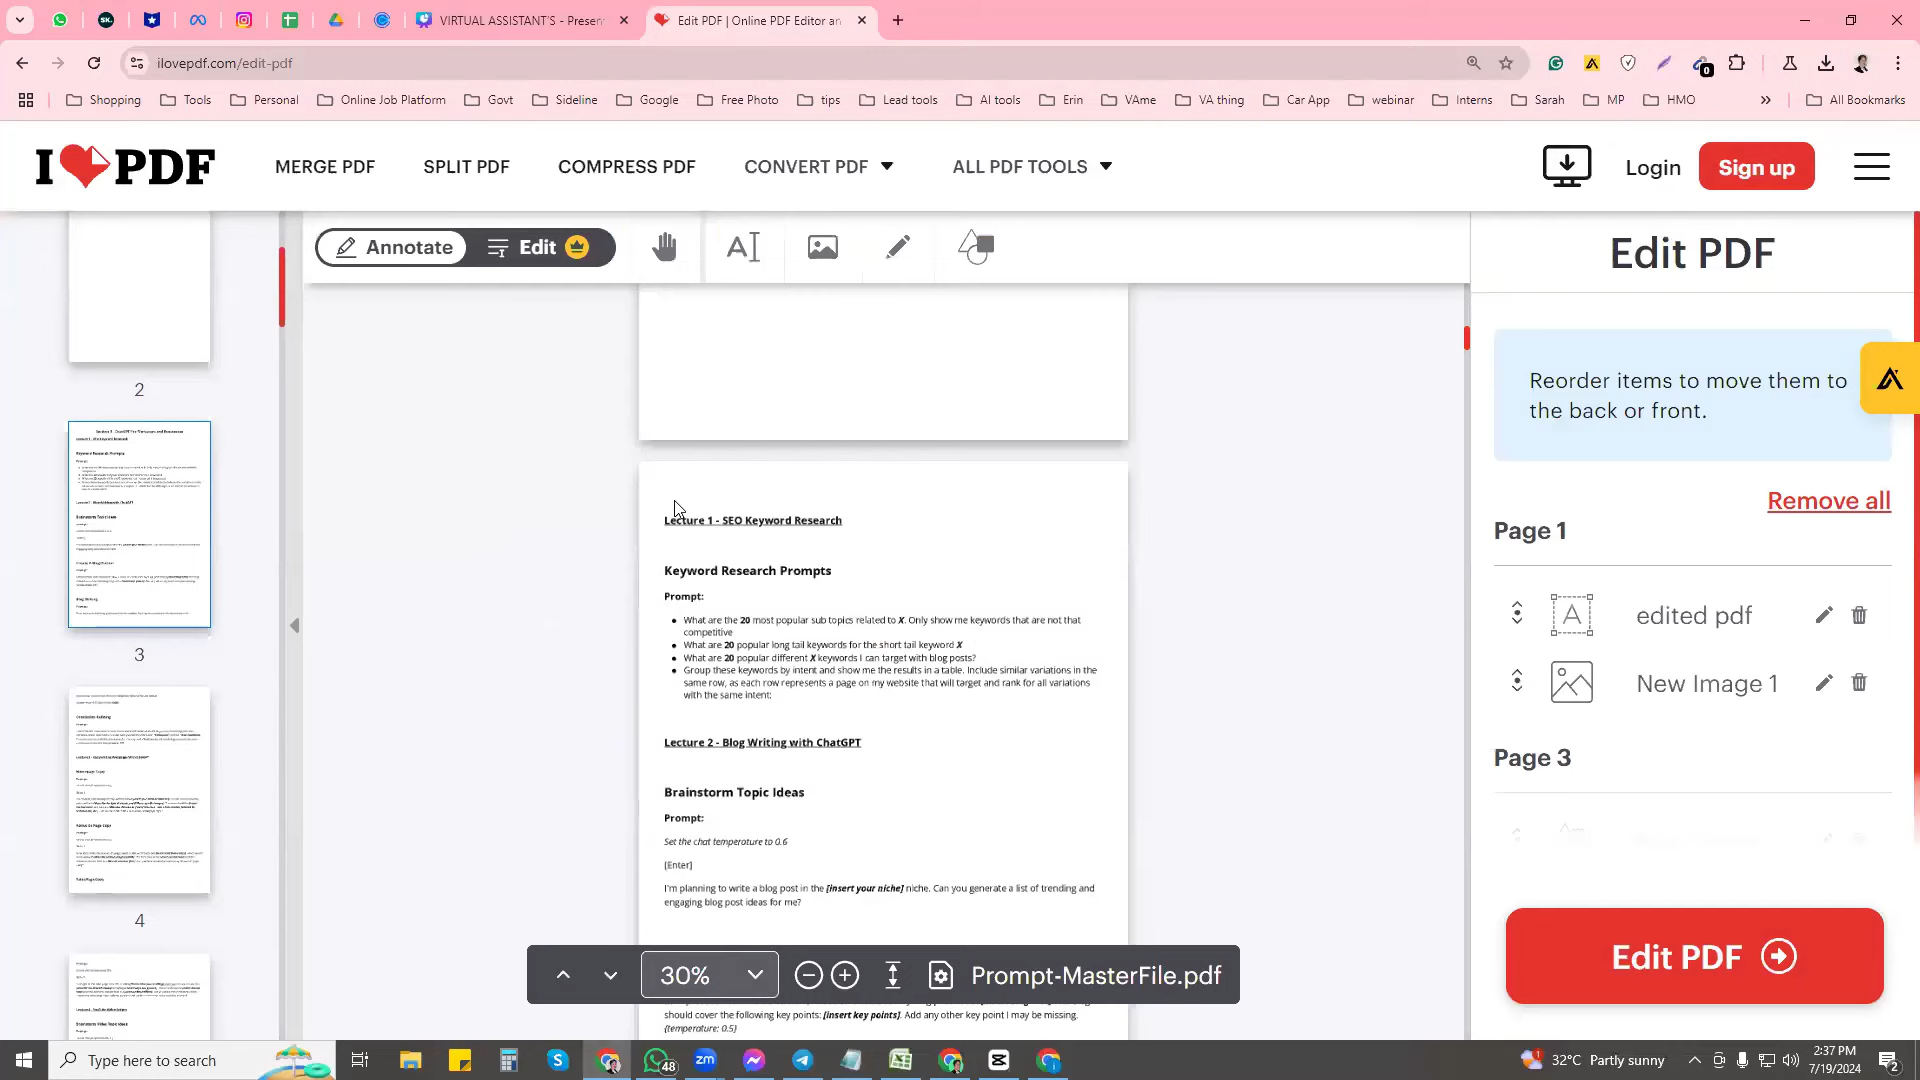 VIRTUAL ASSISTANT'S - Presen
Edit PDF | Online PDF Editor an
ilovepdf.com/edit-pdf
0
Shopping
Tools
Personal
Online Job Platform
Govt
Sideline
Google
Free Photo
tips
Lead tools
AI tools
Erin
VAme
VA thing
Car App
webinar
Interns
Sarah
MP
HMO
All Bookmarks
I PDF
MERGE PDF
SPLIT PDF
COMPRESS PDF
CONVERT PDF
ALL PDF TOOLS
Login
Sign up
Annotate
Edit
2
3
4
Lecture 1 - SEO Keyword Research
Keyword Research Prompts
Prompt:
What are the 20 most popular sub topics related to X. Only show me keywords that are not that
competitive
What are 20 popular long tail keywords for the short tail keyword X
What are 20 popular different X keywords I can target with blog posts?
Group these keywords by intent and show me the results in a table. Include similar variations in the
same row, as each row represents a page on my website that will target and rank for all variations
with the same intent:
Lecture 2 - Blog Writing with ChatGPT
Brainstorm Topic Ideas
Prompt:
Set the chat temperature to 0.6
[Enter]
I'm planning to write a blog post in the [insert your niche] niche. Can you generate a list of trending and
engaging blog post ideas for me?
30%
Prompt-MasterFile.pdf
should cover the following key points: [insert key points]. Add any other key point I may be missing.
{temperature: 0.5}
Edit PDF
Reorder items to move them to
the back or front.
Remove all
Page 1
edited pdf
New Image 1
Page 3
Edit PDF
Type here to search
48
32°C Partly sunny
2:37 PM
7/19/2024
2